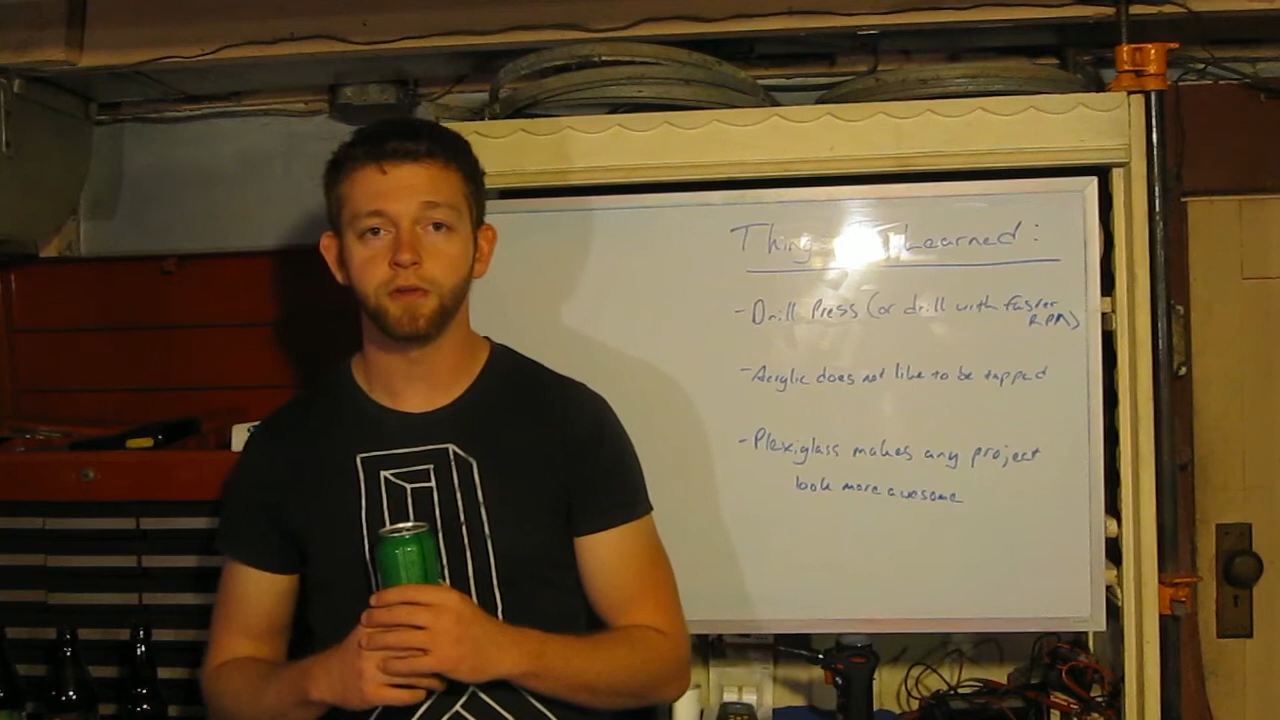 Things Learned:
- Drill Press (or drill with faster
RPM)
- Acrylic does not like to be tapped
- Plexiglass makes any project
look more awesome